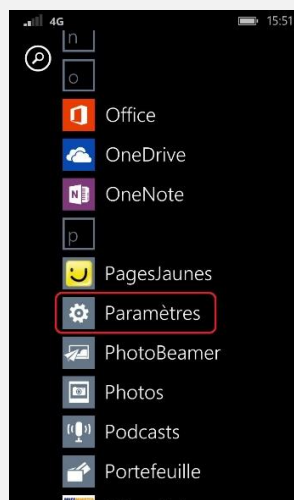 4G 15:51
n
o
Office
OneDrive
N
OneNote
p
PagesJaunes
Paramètres
PhotoBeamer
Photos
Podcasts
Portefeuille